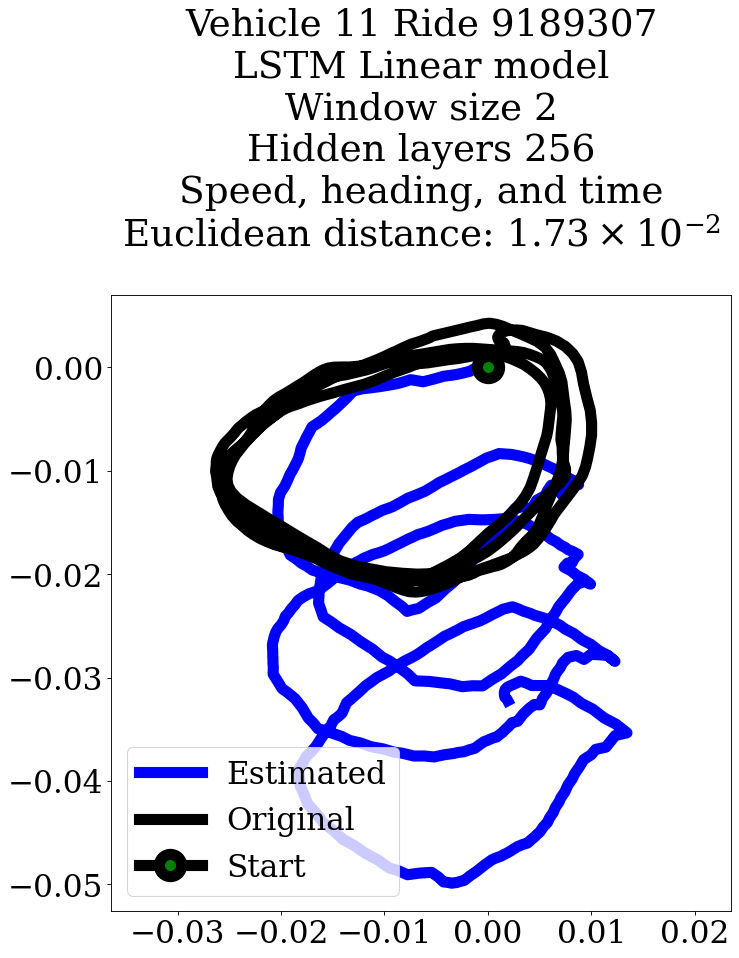 Vehicle 11 Ride 9189307
LSTM Linear model
Window size 2
Hidden layers 256
Speed, heading, and time
Euclidean distance: 1.73 × 10⁻²
0.00
−0.01
−0.02
−0.03
−0.04
−0.05
Estimated
Original
Start
−0.03 −0.02 −0.01 0.00 0.01 0.02